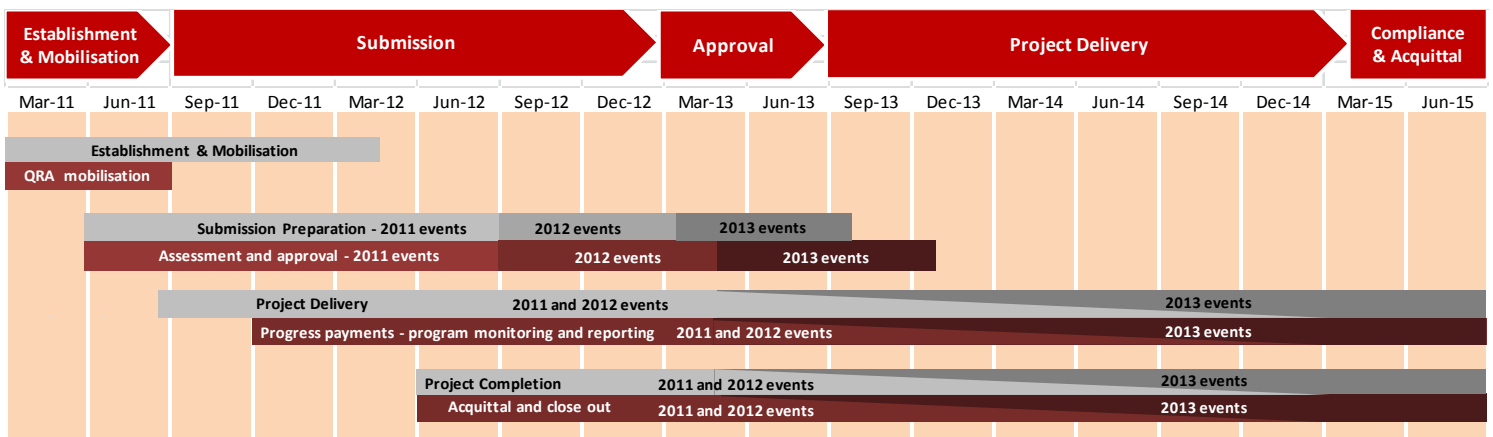 Establishment
& Mobilisation
Submission
Approval
Project Delivery
Compliance
& Acquittal
Mar-11 Jun-11 Sep-11 Dec-11 Mar-12 Jun-12 Sep-12 Dec-12 Mar-13 Jun-13 Sep-13 Dec-13 Mar-14 Jun-14 Sep-14 Dec-14 Mar-15 Jun-15
Establishment & Mobilisation
QRA mobilisation
Submission Preparation - 2011 events 2012 events 2013 events
Assessment and approval - 2011 events 2012 events 2013 events
Project Delivery 2011 and 2012 events 2013 events
Progress payments - program monitoring and reporting 2011 and 2012 events 2013 events
Project Completion 2011 and 2012 events 2013 events
Acquittal and close out 2011 and 2012 events 2013 events